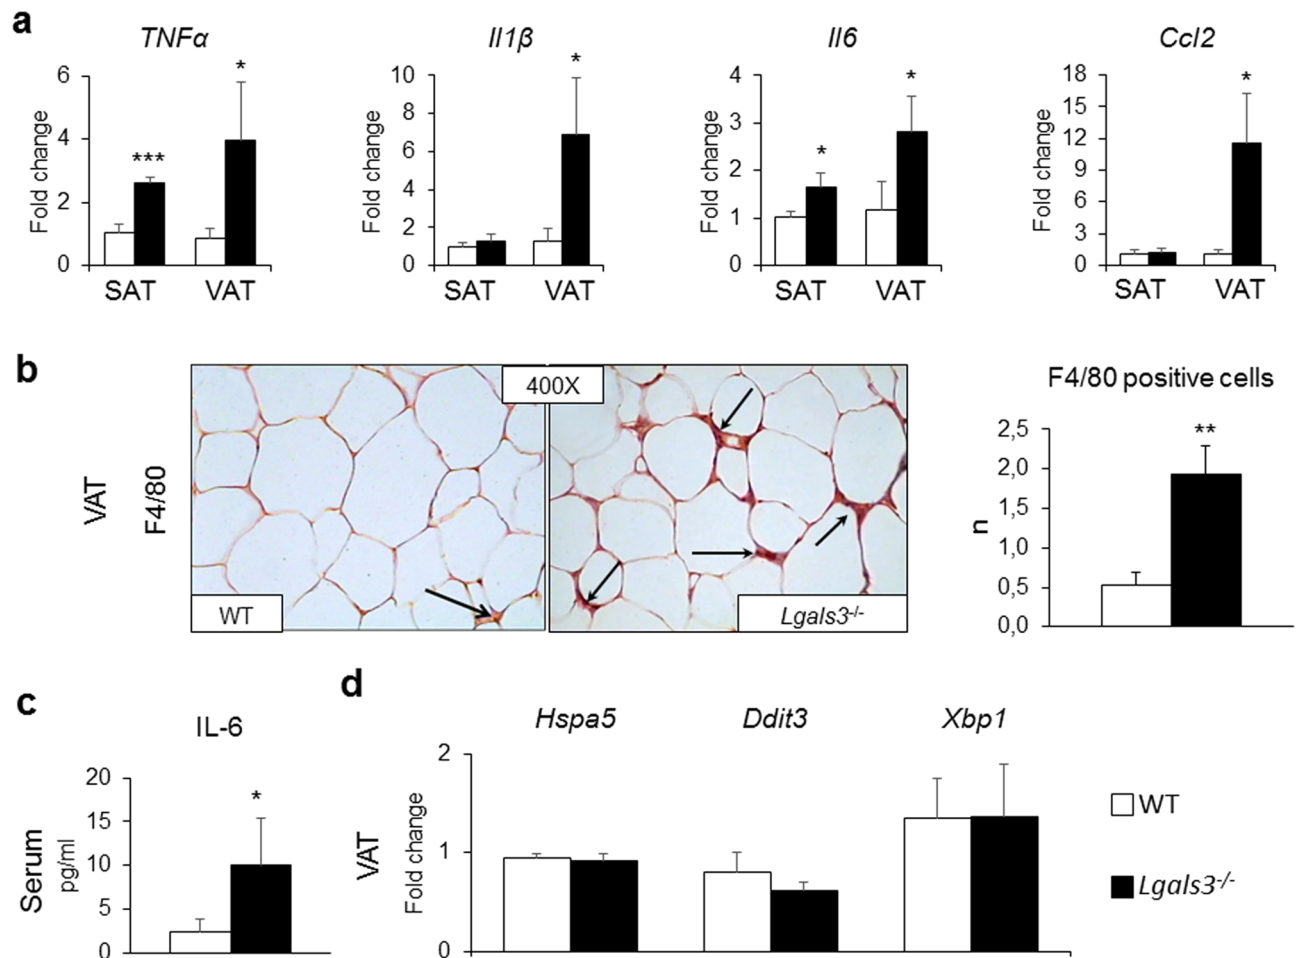 a
TNFα
Il1β
Il6
Ccl2
Fold change
6
4
2
0
***
*
SAT VAT
Fold change
10
8
6
4
2
0
*
SAT VAT
Fold change
4
3
2
1
0
*
*
SAT VAT
Fold change
18
15
12
9
6
3
0
*
SAT VAT
b
VAT
F4/80
400X
WT
Lgals3-/-
F4/80 positive cells
n
2,5
2,0
1,5
1,0
0,5
0,0
**
c
IL-6
Serum
pg/ml
20
15
10
5
0
*
d
Hspa5
Ddit3
Xbp1
VAT
Fold change
2
1
0
WT
Lgals3-/-